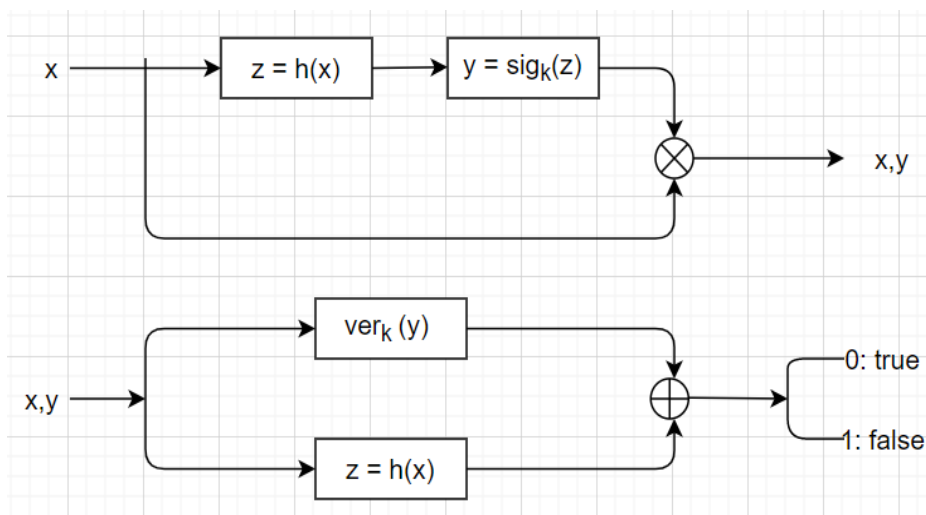 x
z = h(x)
y = sigₖ(z)
x,y
verₖ (y)
0: true
x,y
1: false
z = h(x)